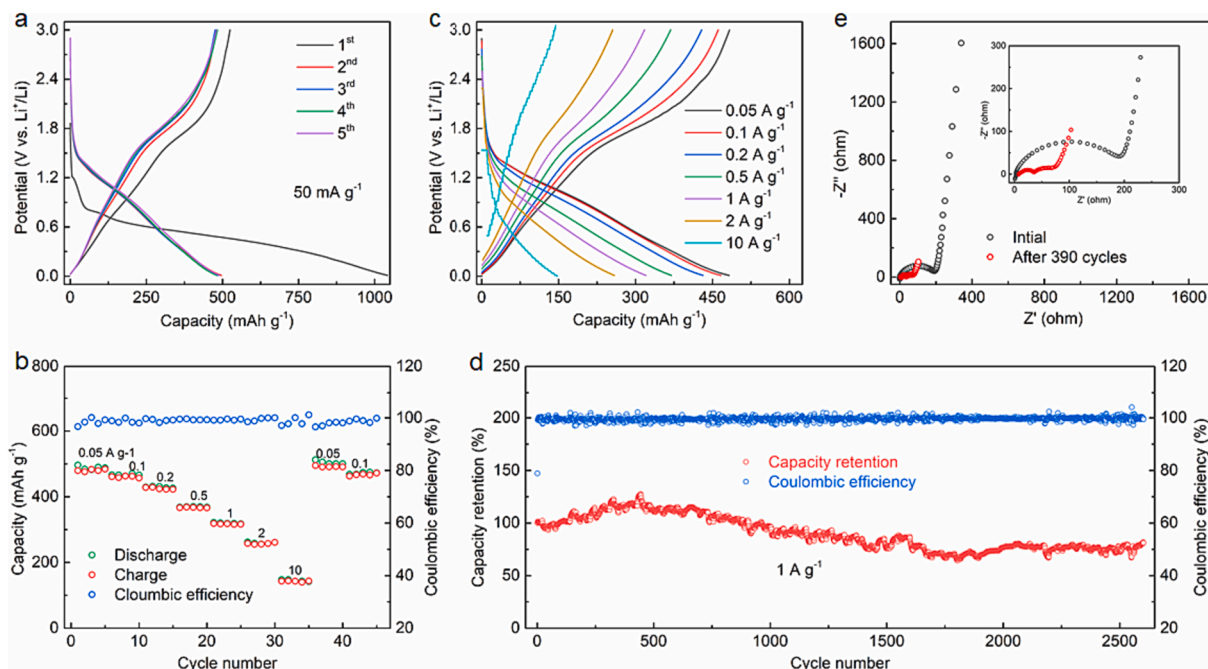 a
3.0
2.4
1.8
1.2
0.6
0.0
Potential (V vs. Li⁺/Li)
1ˢᵗ
2ⁿᵈ
3ʳᵈ
4ᵗʰ
5ᵗʰ
50 mA g⁻¹
0 250 500 750 1000
Capacity (mAh g⁻¹)
c
3.0
2.4
1.8
1.2
0.6
0.0
Potential (V vs. Li⁺/Li)
0.05 A g⁻¹
0.1 A g⁻¹
0.2 A g⁻¹
0.5 A g⁻¹
1 A g⁻¹
2 A g⁻¹
10 A g⁻¹
0 150 300 450 600
Capacity (mAh g⁻¹)
e
1600
1200
800
400
0
-Z'' (ohm)
300
200
100
0
-Z'' (ohm)
0 100 200 300
Z' (ohm)
Intial
After 390 cycles
0 400 800 1200 1600
Z' (ohm)
b
800
600
400
200
0
Capacity (mAh g⁻¹)
0.05 A g-1
0.1
0.2
0.5
1
2
10
0.05
0.1
Discharge
Charge
Cloumbic efficiency
120
100
80
60
40
20
Coulombic efficiency (%)
0 10 20 30 40
Cycle number
d
250
200
150
100
75
50
0
Capacity retention (%)
Capacity retention
Coulombic efficiency
1 A g⁻¹
120
100
80
60
40
20
Coulombic efficiency (%)
0 500 1000 1500 2000 2500
Cycle number